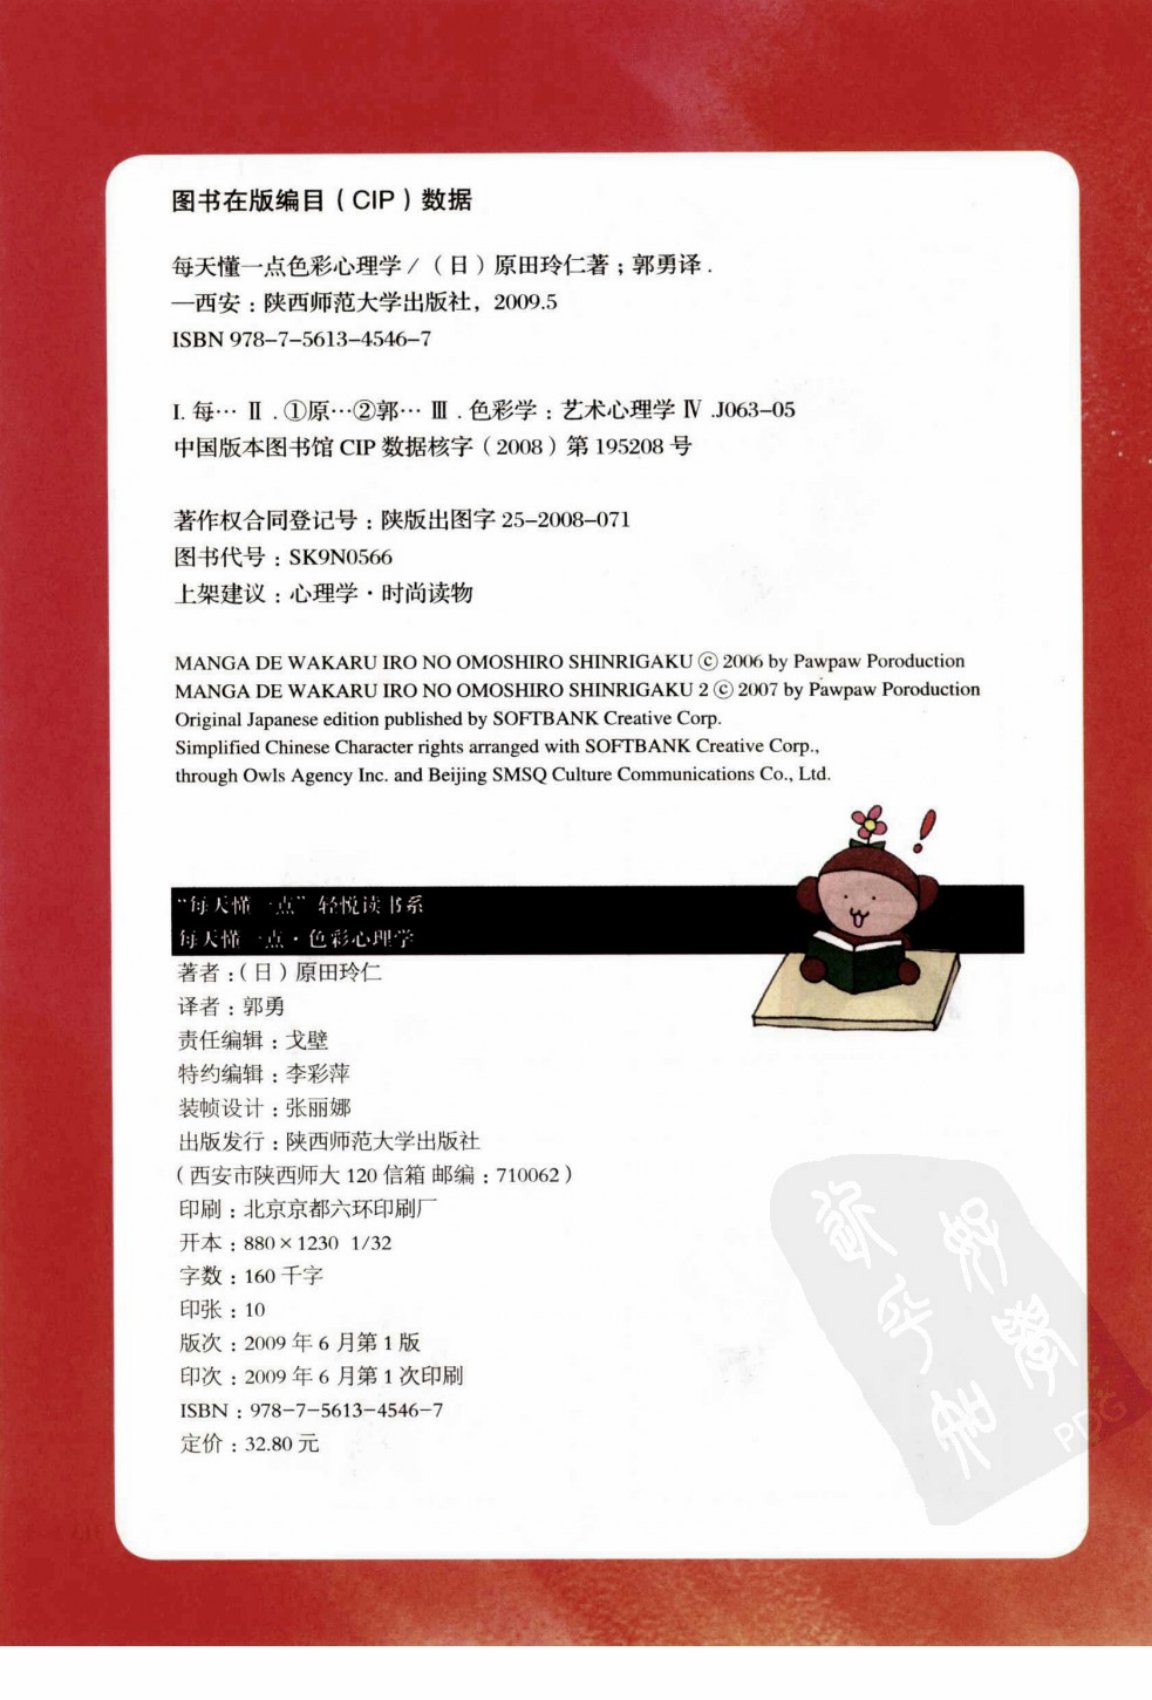 图书在版编目（CIP）数据
每天懂一点色彩心理学 /（日）原田玲仁著；郭勇译 .
—西安：陕西师范大学出版社，2009.5
ISBN 978-7-5613-4546-7
I. 每… Ⅱ . ①原…②郭… Ⅲ . 色彩学：艺术心理学 Ⅳ .J063-05
中国版本图书馆 CIP 数据核字（2008）第 195208 号
著作权合同登记号：陕版出图字 25-2008-071
图书代号：SK9N0566
上架建议：心理学·时尚读物
MANGA DE WAKARU IRO NO OMOSHIRO SHINRIGAKU ⓒ 2006 by Pawpaw Poroduction
MANGA DE WAKARU IRO NO OMOSHIRO SHINRIGAKU 2 ⓒ 2007 by Pawpaw Poroduction
Original Japanese edition published by SOFTBANK Creative Corp.
Simplified Chinese Character rights arranged with SOFTBANK Creative Corp.,
through Owls Agency Inc. and Beijing SMSQ Culture Communications Co., Ltd.
“每天懂一点” 轻悦读书系
每天懂一点·色彩心理学
著者：（日）原田玲仁
译者：郭勇
责任编辑：戈壁
特约编辑：李彩萍
装帧设计：张丽娜
出版发行：陕西师范大学出版社
（西安市陕西师大 120 信箱 邮编：710062）
印刷：北京京都六环印刷厂
开本：880×1230 1/32
字数：160 千字
印张：10
版次：2009 年 6 月第 1 版
印次：2009 年 6 月第 1 次印刷
ISBN：978-7-5613-4546-7
定价：32.80 元
PDG